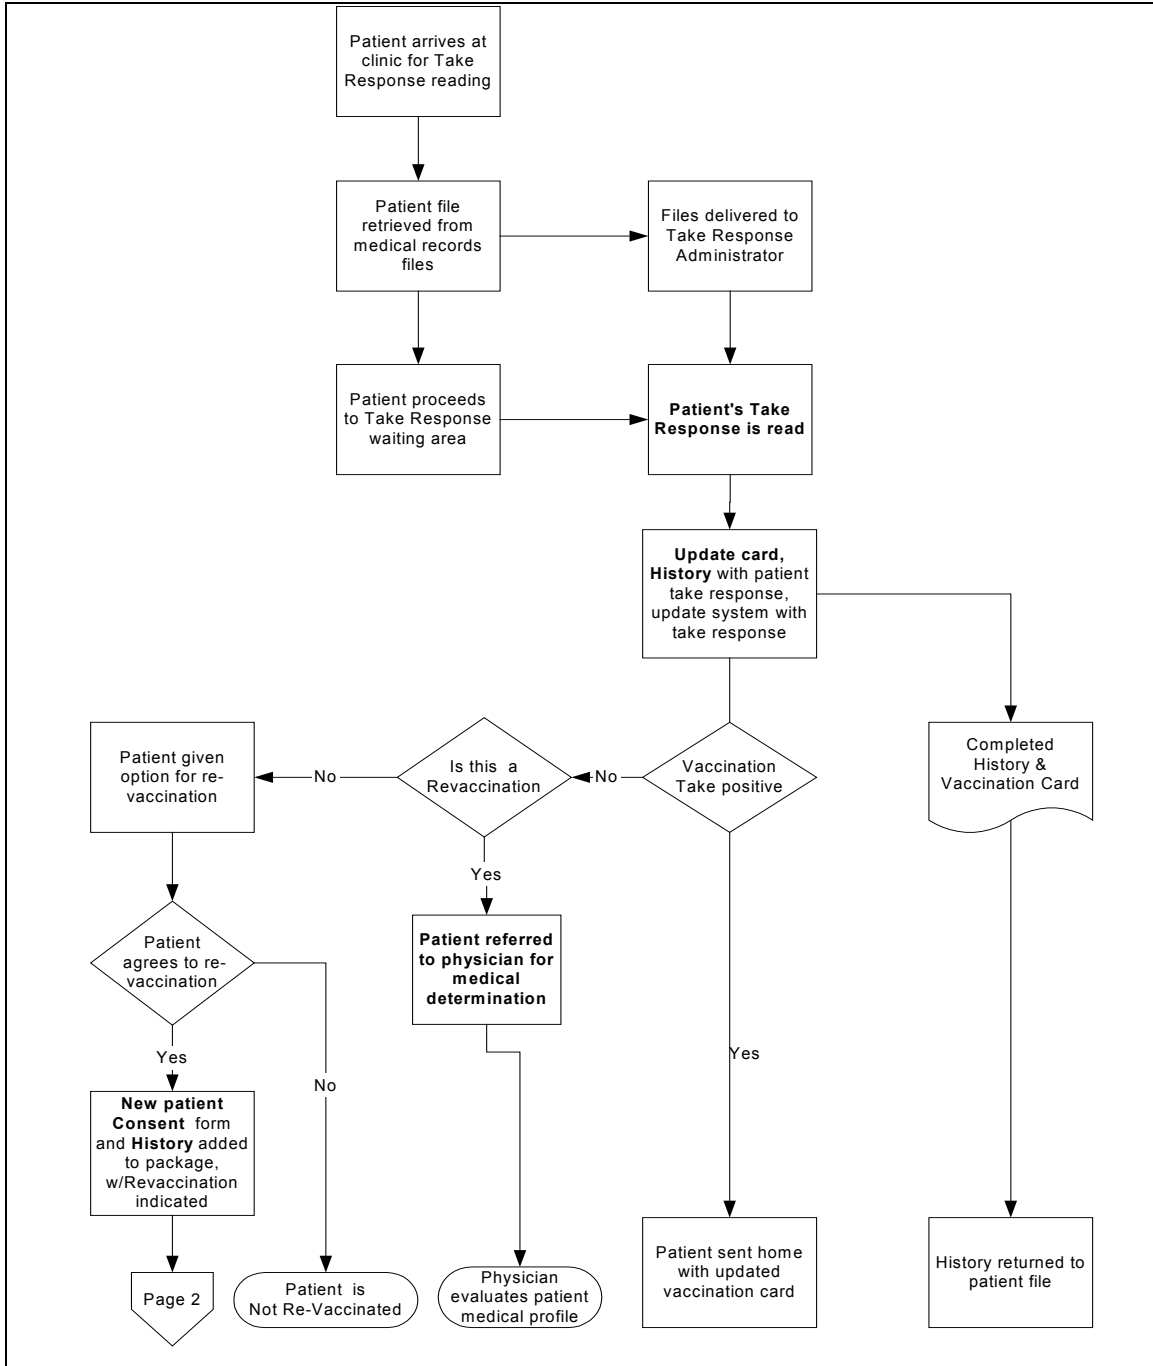 Patient arrives at
clinic for Take
Response reading
Patient file
retrieved from
medical records
files
Files delivered to
Take Response
Administrator
Patient proceeds
to Take Response
waiting area
Patient's Take
Response is read
Update card,
History with patient
take response,
update system with
take response
Patient given
option for re-
vaccination
No
Is this a
Revaccination
No
Vaccination
Take positive
Completed
History &
Vaccination Card
Yes
Patient
agrees to re-
vaccination
Patient referred
to physician for
medical
determination
Yes
No
Yes
New patient
Consent form
and History added
to package,
w/Revaccination
indicated
Page 2
Patient is
Not Re-Vaccinated
Physician
evaluates patient
medical profile
Patient sent home
with updated
vaccination card
History returned to
patient file